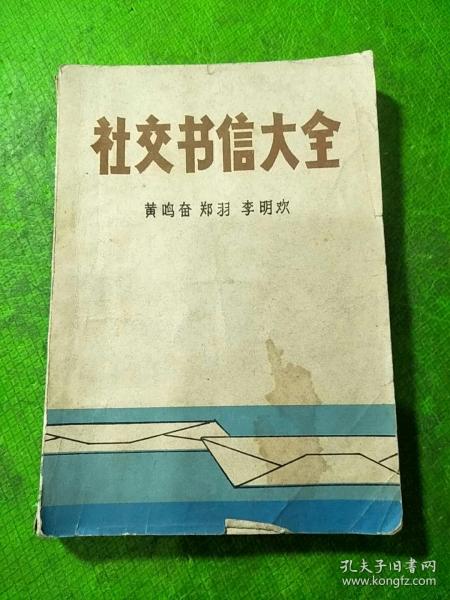 社交书信大全
黄鸣奋 郑羽 李明欢
孔夫子旧书网
www.kongfz.com